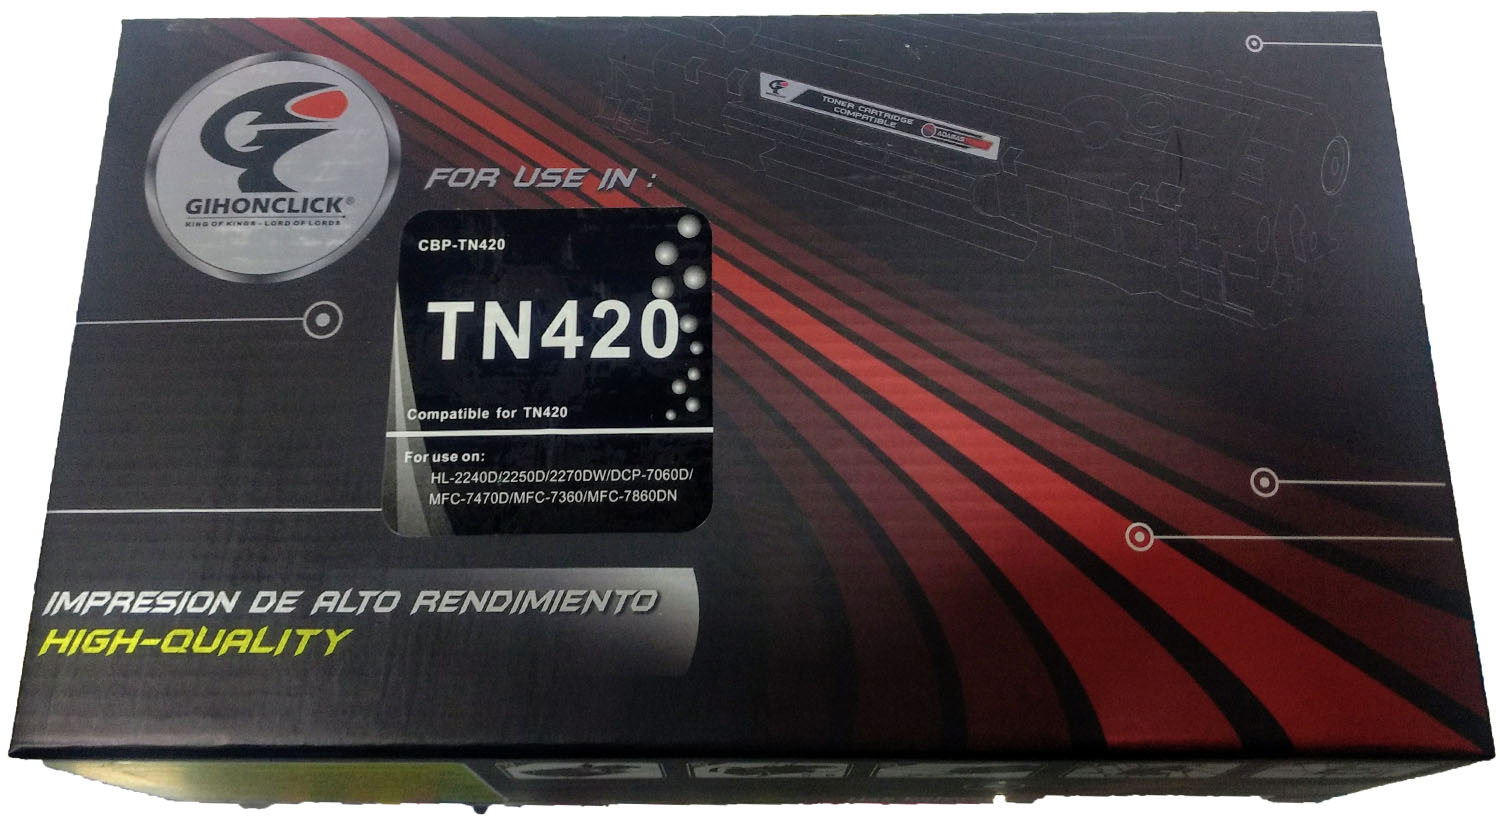 TONER CARTRIDGE
COMPATIBLE
GIHONCLICK®
KING OF KINGS - LORD OF LORDS
FOR USE IN :
CBP-TN420
TN420
Compatible for TN420
For use on:
HL-2240D/2250D/2270DW/DCP-7060D/
MFC-7470D/MFC-7360/MFC-7860DN
IMPRESION DE ALTO RENDIMIENTO
HIGH-QUALITY